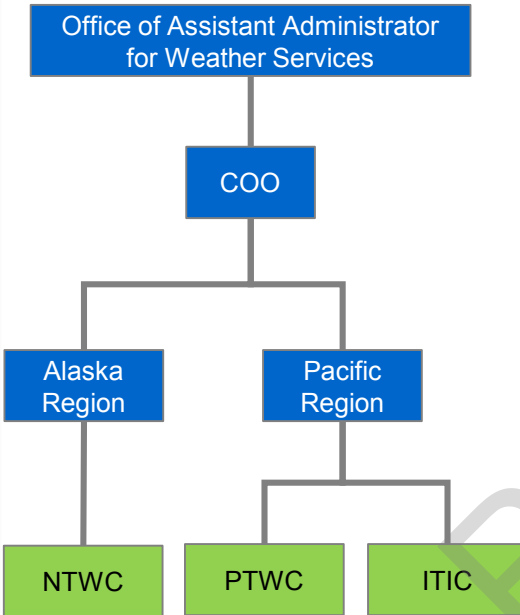 Office of Assistant Administrator
for Weather Services
COO
Alaska
Region
Pacific
Region
NTWC
PTWC
ITIC